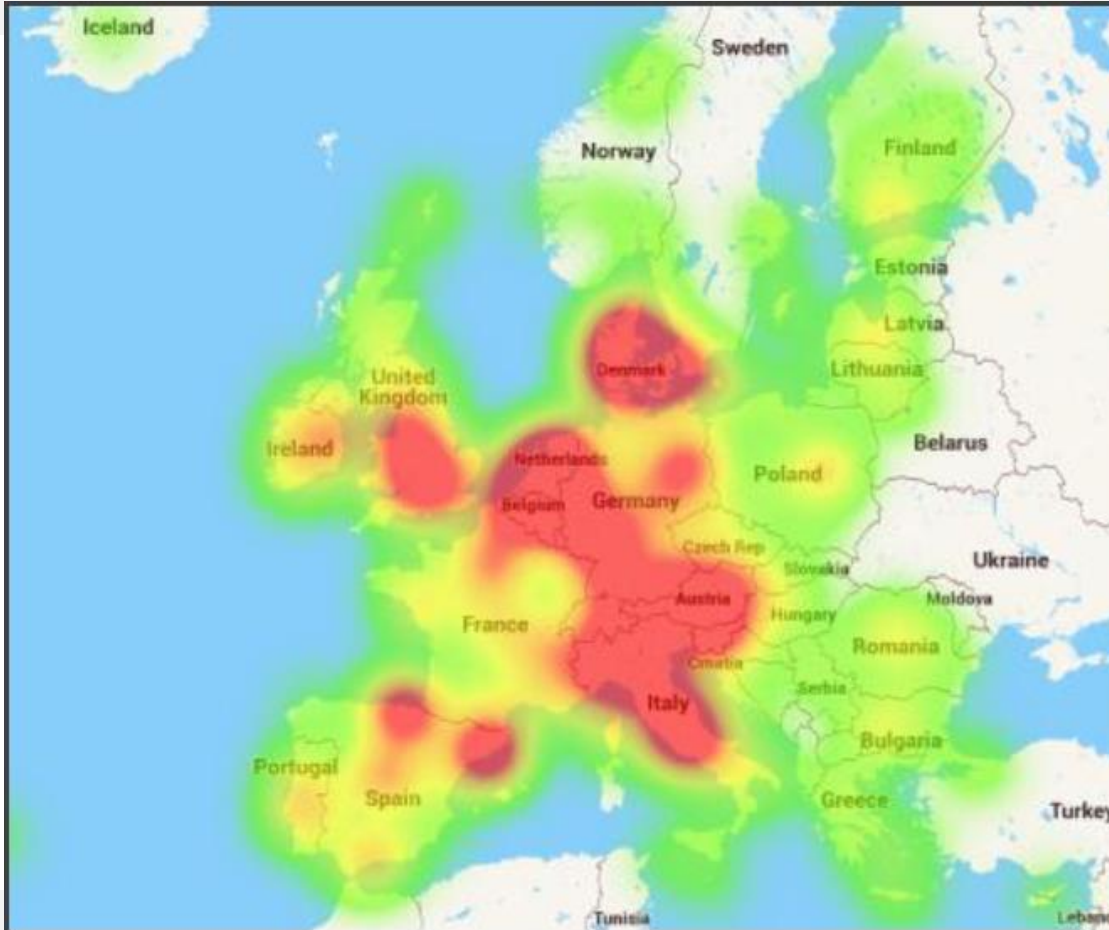 Iceland
Sweden
Norway
Finland
Estonia
Latvia
Lithuania
Denmark
United
Kingdom
Ireland
Netherlands
Belgium
Germany
Poland
Belarus
Czech Rep
Slovakia
Ukraine
Austria
Hungary
Moldova
France
Romania
Croatia
Serbia
Italy
Bulgaria
Portugal
Spain
Greece
Turkey
Tunisia
Leban